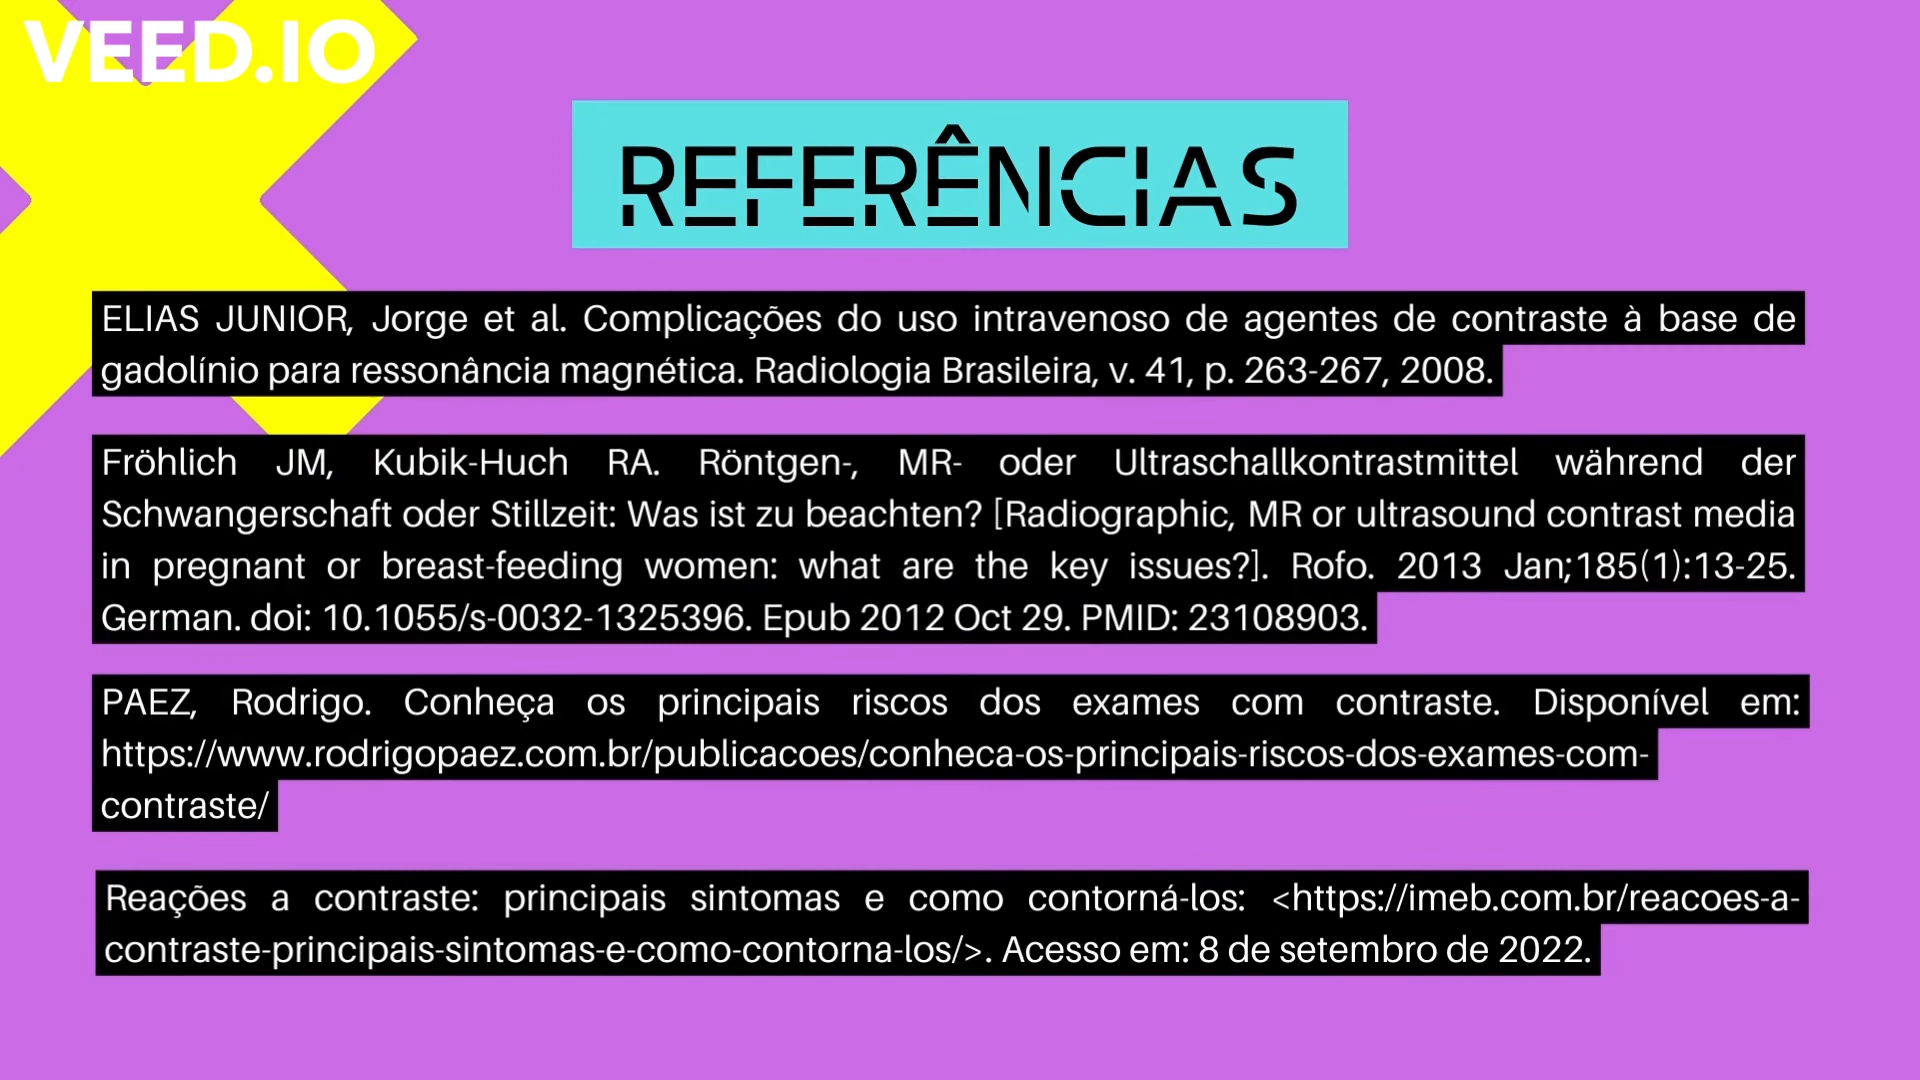 VEED.IO
REFERÊNCIAS
ELIAS JUNIOR, Jorge et al. Complicações do uso intravenoso de agentes de contraste à base de
gadolínio para ressonância magnética. Radiologia Brasileira, v. 41, p. 263-267, 2008.
Fröhlich JM, Kubik-Huch RA. Röntgen-, MR- oder Ultraschallkontrastmittel während der
Schwangerschaft oder Stillzeit: Was ist zu beachten? [Radiographic, MR or ultrasound contrast media
in pregnant or breast-feeding women: what are the key issues?]. Rofo. 2013 Jan;185(1):13-25.
German. doi: 10.1055/s-0032-1325396. Epub 2012 Oct 29. PMID: 23108903.
PAEZ, Rodrigo. Conheça os principais riscos dos exames com contraste. Disponível em:
https://www.rodrigopaez.com.br/publicacoes/conheca-os-principais-riscos-dos-exames-com-
contraste/
Reações a contraste: principais sintomas e como contorná-los: <https://imeb.com.br/reacoes-a-
contraste-principais-sintomas-e-como-contorna-los/>. Acesso em: 8 de setembro de 2022.